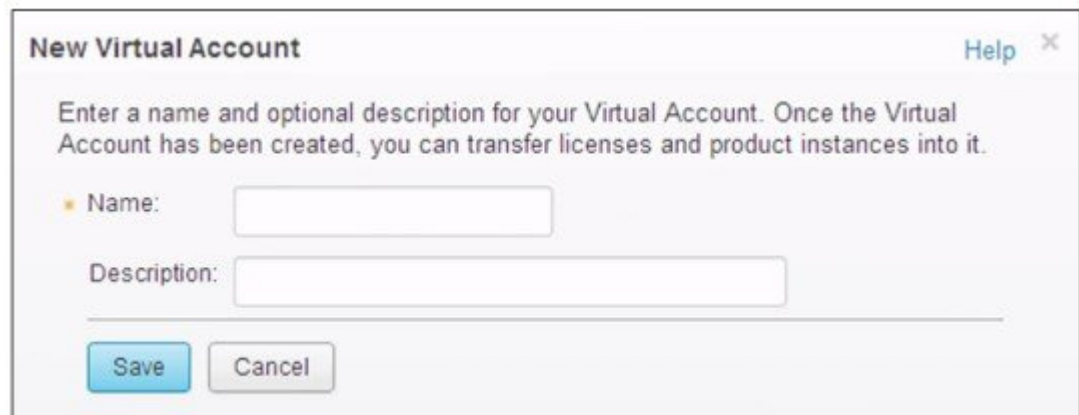 New Virtual Account
Help ×
Enter a name and optional description for your Virtual Account. Once the Virtual
Account has been created, you can transfer licenses and product instances into it.
* Name:
Description:
Save Cancel